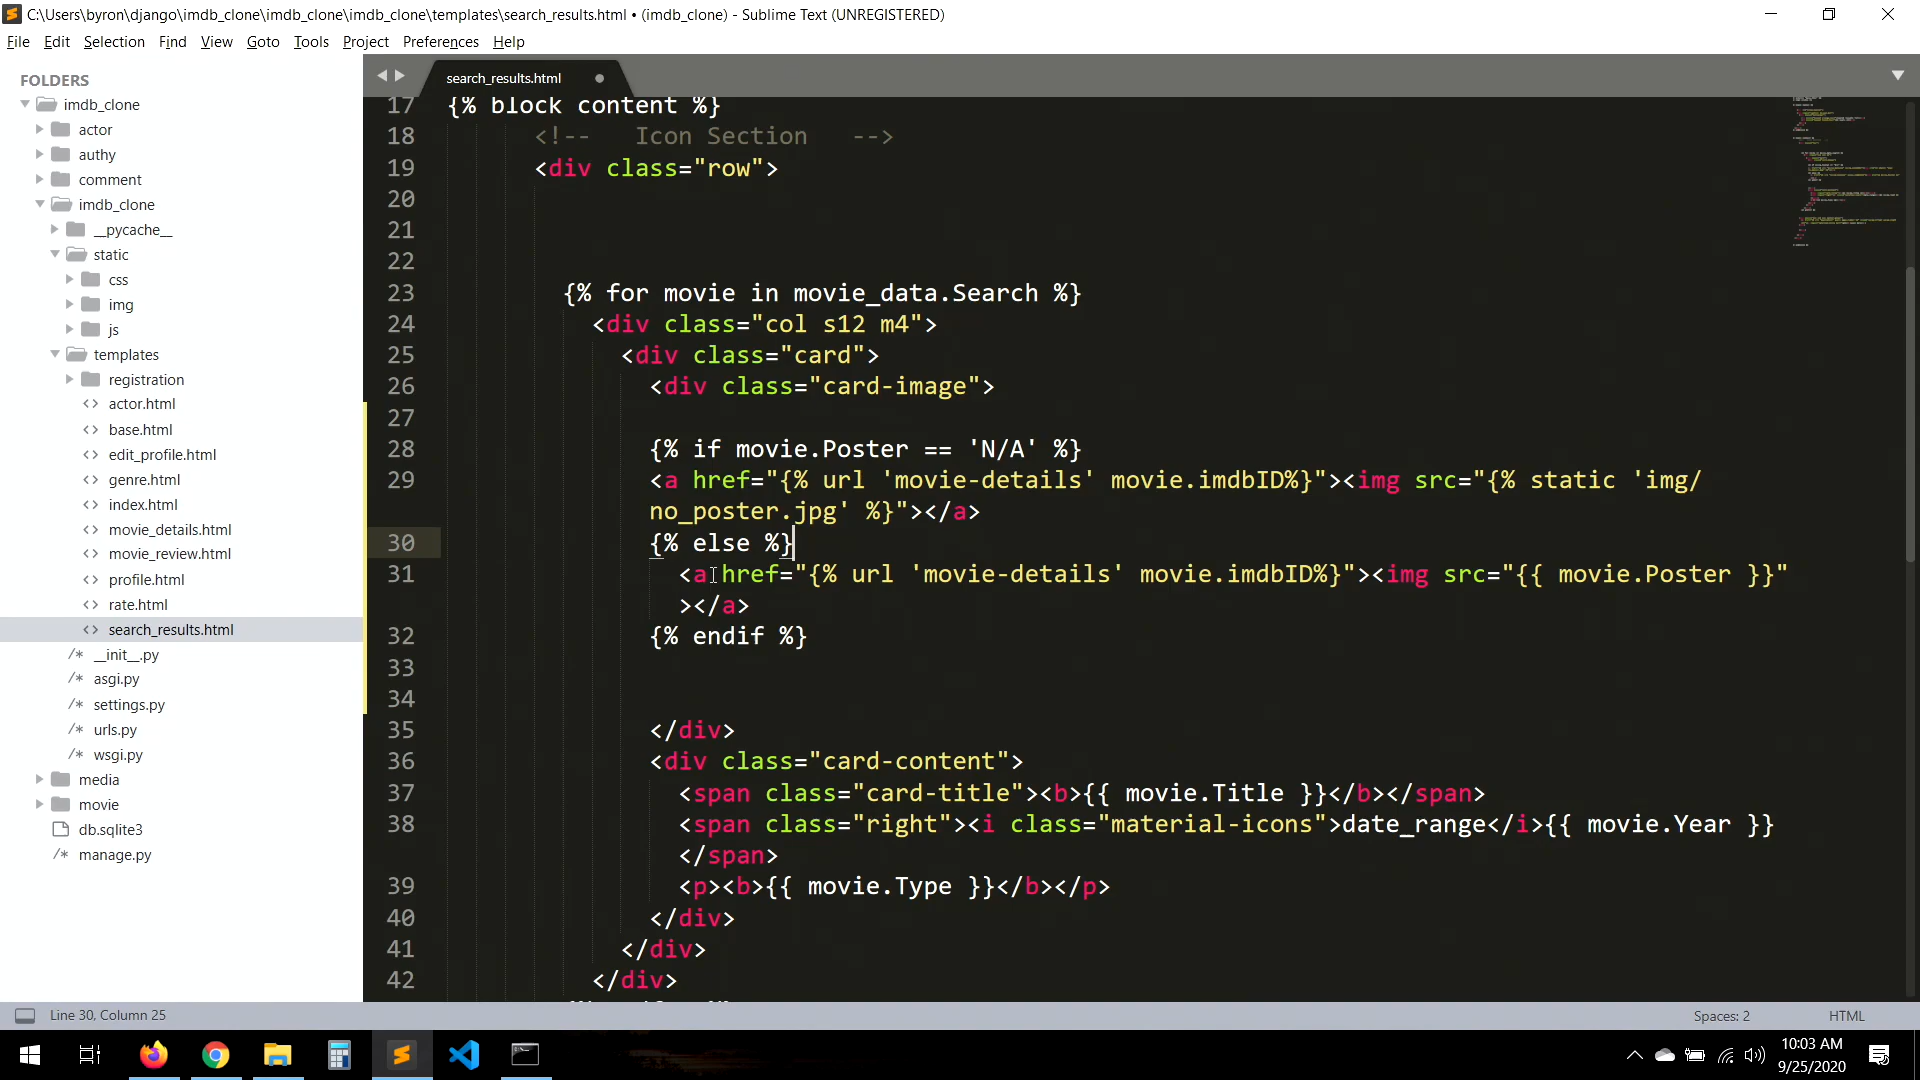 C:\Users\byron\django\imdb_clone\imdb_clone\imdb_clone\templates\search_results.html • (imdb_clone) - Sublime Text (UNREGISTERED)
File Edit Selection Find View Goto Tools Project Preferences Help
FOLDERS
imdb_clone
actor
authy
comment
imdb_clone
__pycache__
static
css
img
js
templates
registration
actor.html
base.html
edit_profile.html
genre.html
index.html
movie_details.html
movie_review.html
profile.html
rate.html
search_results.html
__init__.py
asgi.py
settings.py
urls.py
wsgi.py
media
movie
db.sqlite3
manage.py
search_results.html
17 {% block content %}
18 <!--   Icon Section   -->
19 <div class="row">
20
21
22
23 {% for movie in movie_data.Search %}
24 <div class="col s12 m4">
25 <div class="card">
26 <div class="card-image">
27
28 {% if movie.Poster == 'N/A' %}
29 <a href="{% url 'movie-details' movie.imdbID%}"><img src="{% static 'img/
no_poster.jpg' %}"></a>
30 {% else %}
31 <a href="{% url 'movie-details' movie.imdbID%}"><img src="{{ movie.Poster }}"
></a>
32 {% endif %}
33
34
35 </div>
36 <div class="card-content">
37 <span class="card-title"><b>{{ movie.Title }}</b></span>
38 <span class="right"><i class="material-icons">date_range</i>{{ movie.Year }}
</span>
39 <p><b>{{ movie.Type }}</b></p>
40 </div>
41 </div>
42 </div>
Line 30, Column 25
Spaces: 2
HTML
10:03 AM
9/25/2020